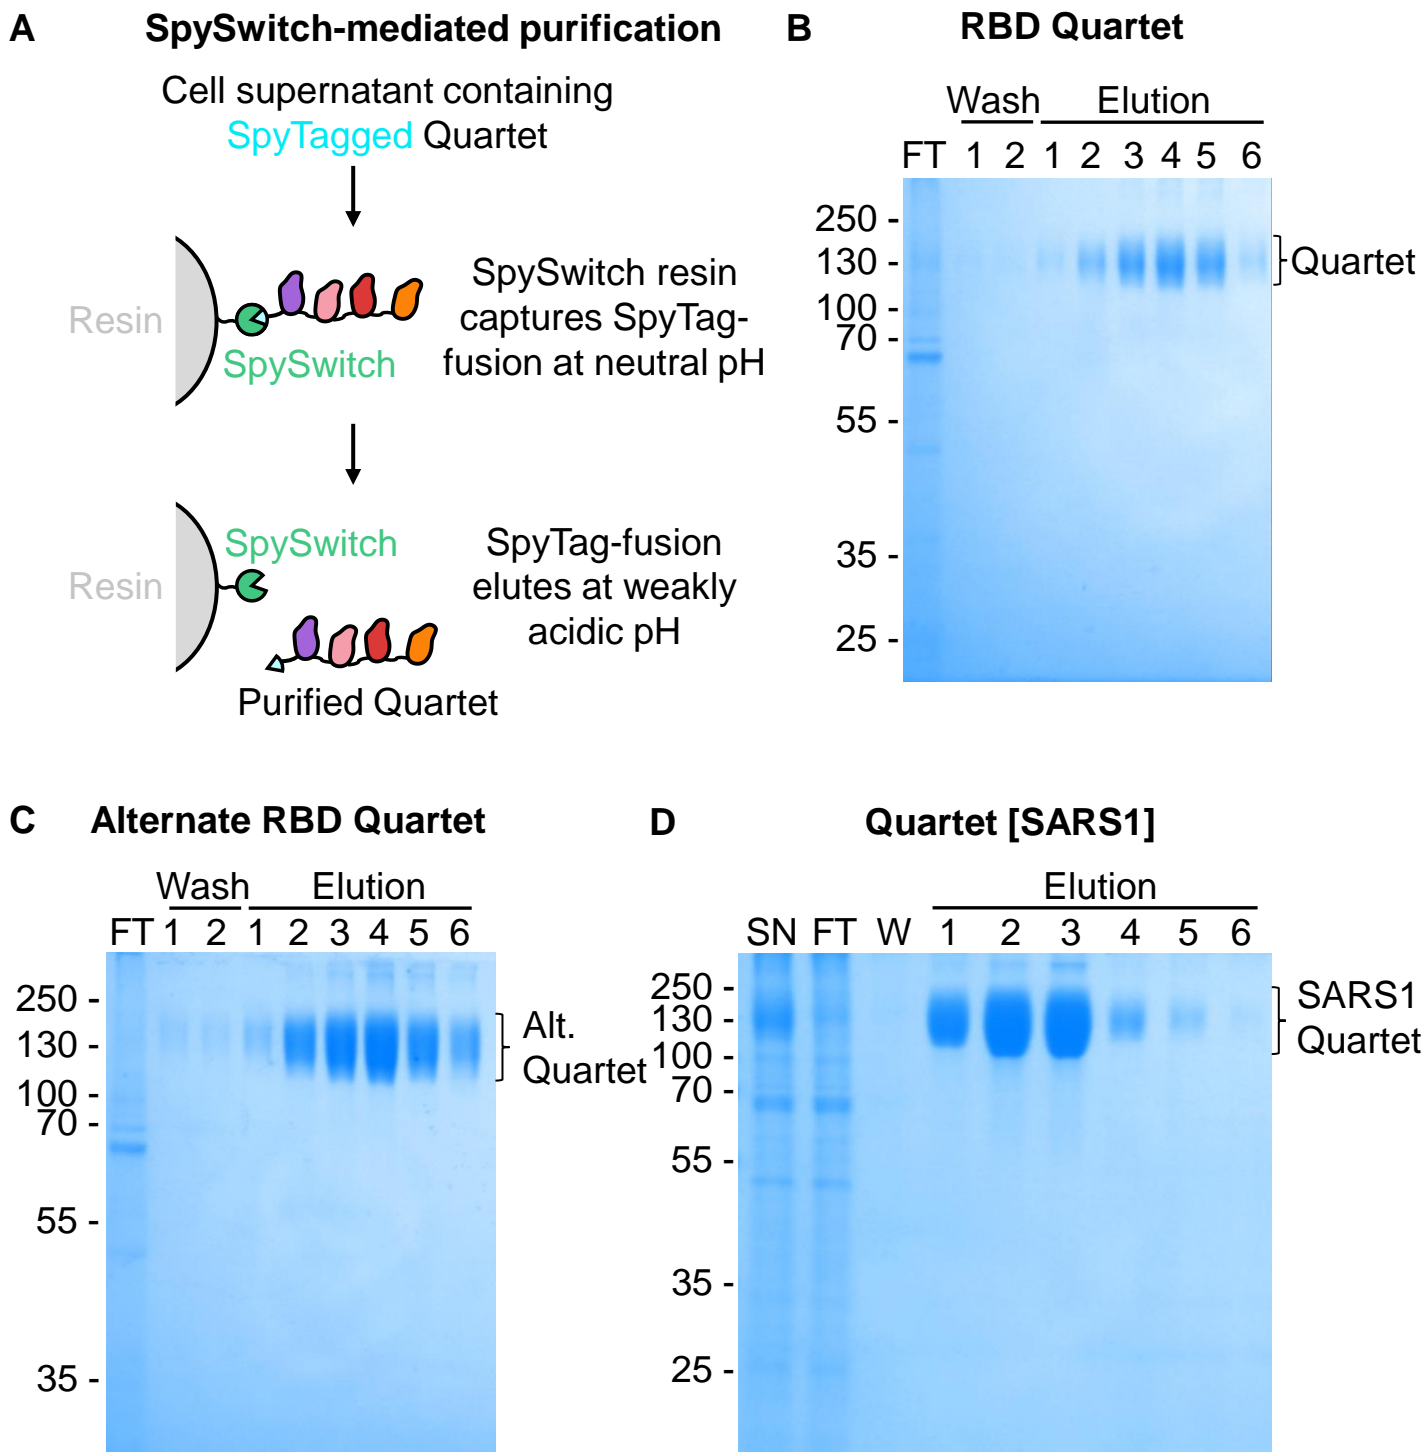 A SpySwitch-mediated purification
Cell supernatant containing
SpyTagged Quartet
Resin
SpySwitch
SpySwitch resin
captures SpyTag-
fusion at neutral pH
SpySwitch
Resin
SpyTag-fusion
elutes at weakly
acidic pH
Purified Quartet
B RBD Quartet
Wash Elution
FT 1 2 1 2 3 4 5 6
250 -
130 -
100 -
70 -
55 -
35 -
25 -
Quartet
C Alternate RBD Quartet
Wash Elution
FT 1 2 1 2 3 4 5 6
250 -
130 -
100 -
70 -
55 -
35 -
Alt.
Quartet
D Quartet [SARS1]
Elution
SN FT W 1 2 3 4 5 6
250 -
130 -
100 -
70 -
55 -
35 -
25 -
SARS1
Quartet